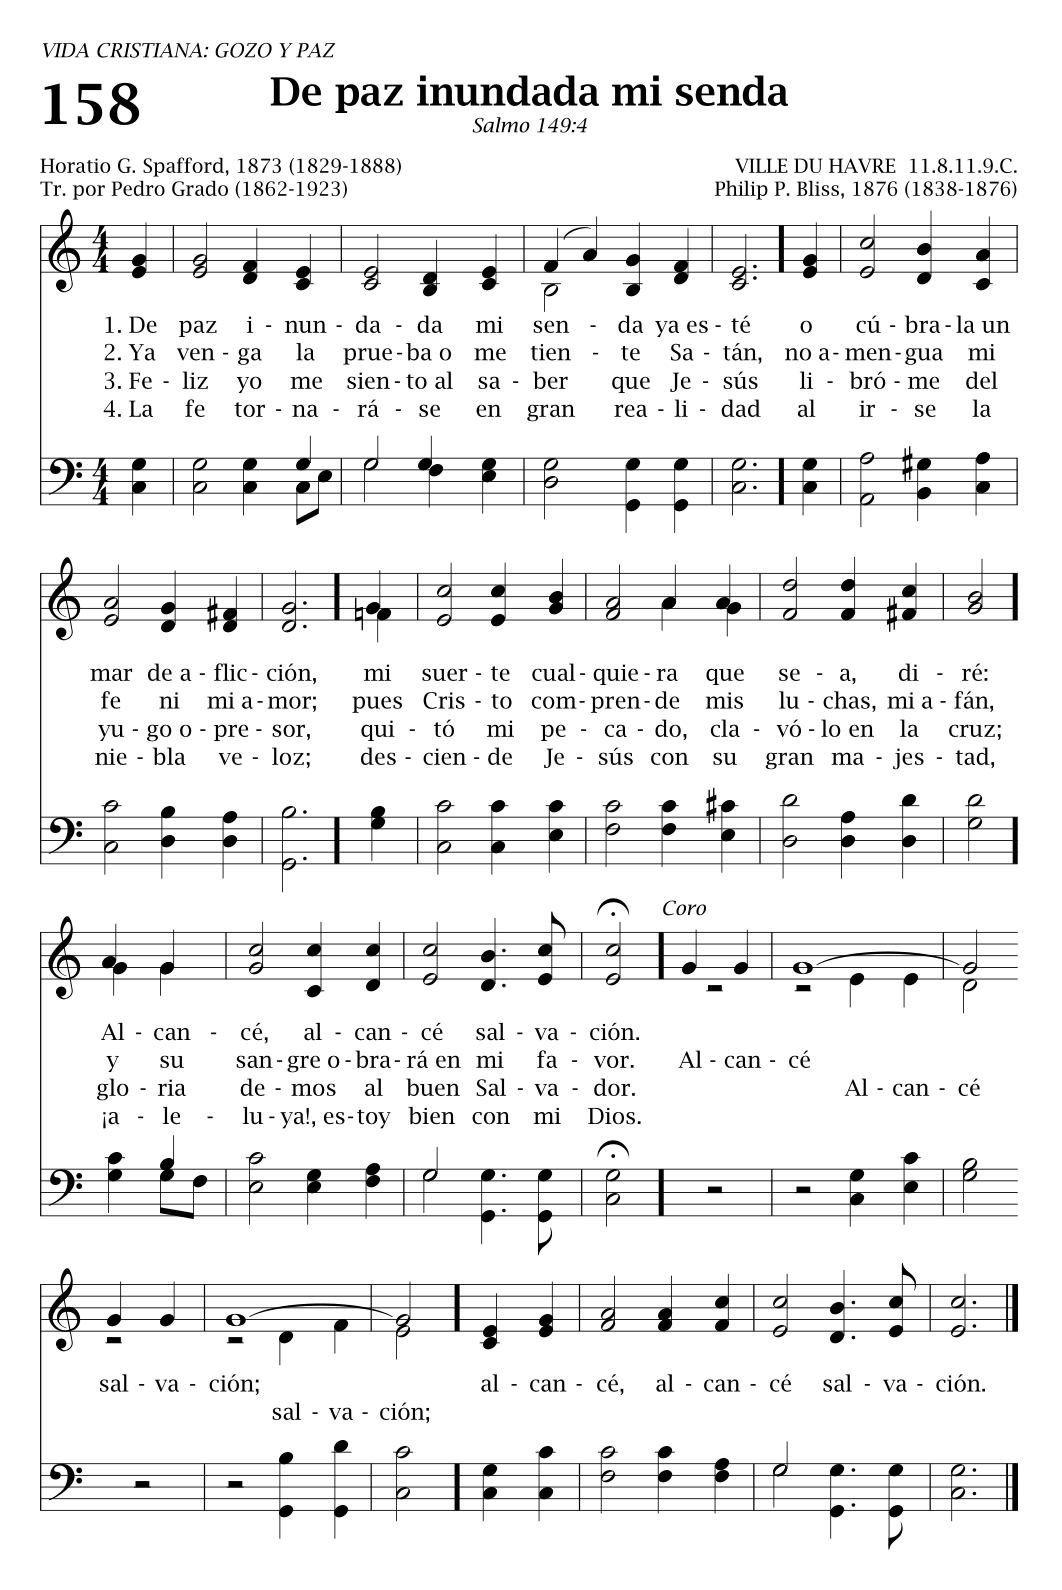 VIDA CRISTIANA: GOZO Y PAZ
158
De paz inundada mi senda
Salmo 149:4
Horatio G. Spafford, 1873 (1829-1888)
VILLE DU HAVRE 11.8.11.9.C.
Tr. por Pedro Grado (1862-1923)
Philip P. Bliss, 1876 (1838-1876)
1. De paz i - nun - da - da mi sen - da ya es - té o cú - bra - la un
2. Ya ven - ga la prue - ba o me tien - te Sa - tán, no a - men - gua mi
3. Fe - liz yo me sien - to al sa - ber que Je - sús li - bró - me del
4. La fe tor - na - rá - se en gran rea - li - dad al ir - se la
mar de a - flic - ción, mi suer - te cual - quie - ra que se - a, di - ré:
fe ni mi a - mor; pues Cris - to com - pren - de mis lu - chas, mi a - fán,
yu - go o - pre - sor, qui - tó mi pe - ca - do, cla - vó - lo en la cruz;
nie - bla ve - loz; des - cien - de Je - sús con su gran ma - jes - tad,
Coro
Al - can - cé, al - can - cé sal - va - ción.
y su san - gre o - bra - rá en mi fa - vor. Al - can - cé
glo - ria de - mos al buen Sal - va - dor. Al - can - cé
¡a - le - lu - ya!, es - toy bien con mi Dios.
sal - va - ción; al - can - cé, al - can - cé sal - va - ción.
sal - va - ción;